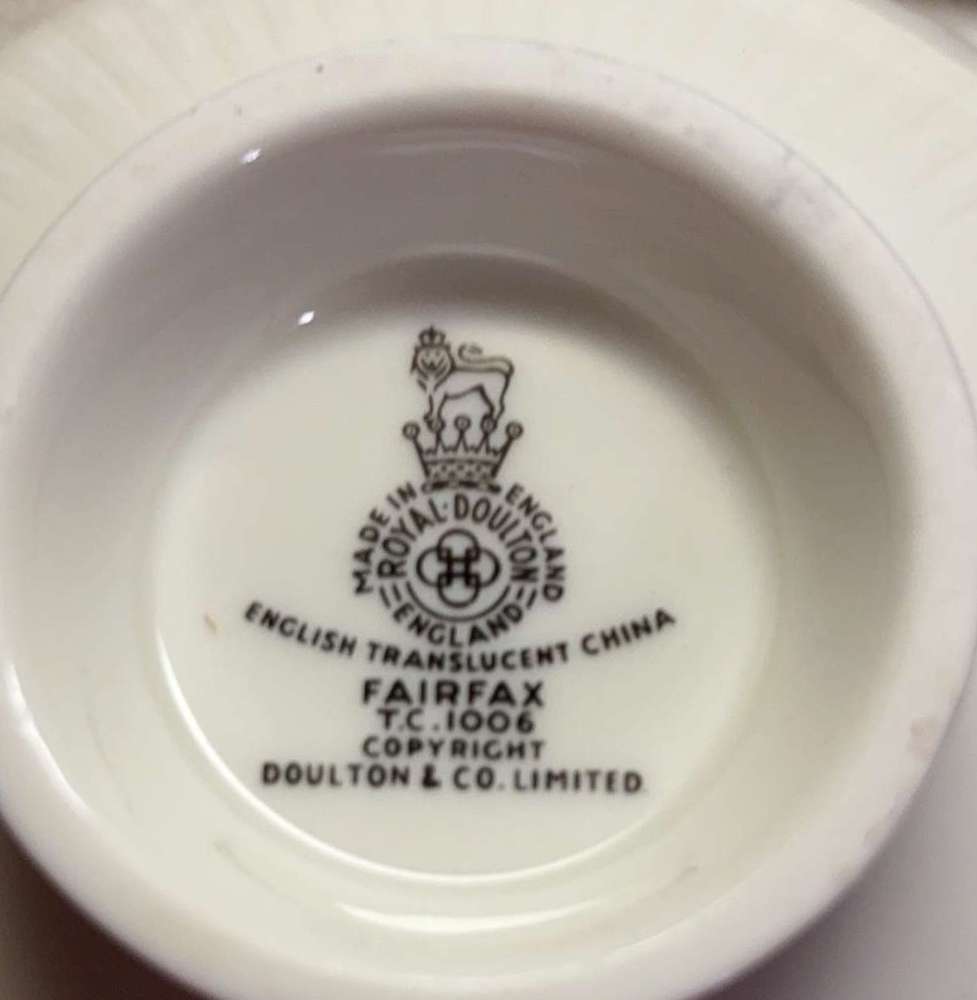 MADE IN ENGLAND
ROYAL·DOULTON
ENGLAND
ENGLISH TRANSLUCENT CHINA
FAIRFAX
T.C.1006
COPYRIGHT
DOULTON & CO. LIMITED.